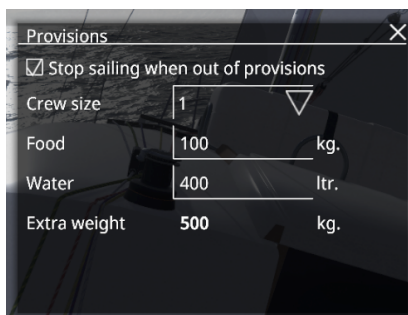 Provisions
Stop sailing when out of provisions
Crew size 1
Food 100 kg.
Water 400 ltr.
Extra weight 500 kg.